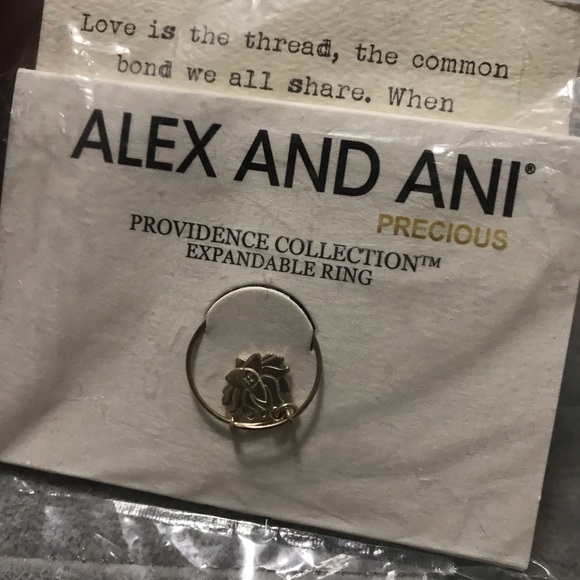 Love is the thread, the common
bond we all share. When
ALEX AND ANI®
PRECIOUS
PROVIDENCE COLLECTION™
EXPANDABLE RING